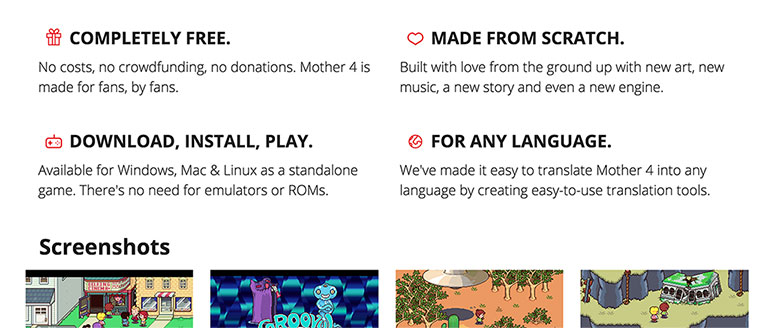 COMPLETELY FREE.
No costs, no crowdfunding, no donations. Mother 4 is
made for fans, by fans.
MADE FROM SCRATCH.
Built with love from the ground up with new art, new
music, a new story and even a new engine.
DOWNLOAD, INSTALL, PLAY.
Available for Windows, Mac & Linux as a standalone
game. There's no need for emulators or ROMs.
FOR ANY LANGUAGE.
We've made it easy to translate Mother 4 into any
language by creating easy-to-use translation tools.
Screenshots
GROOVY